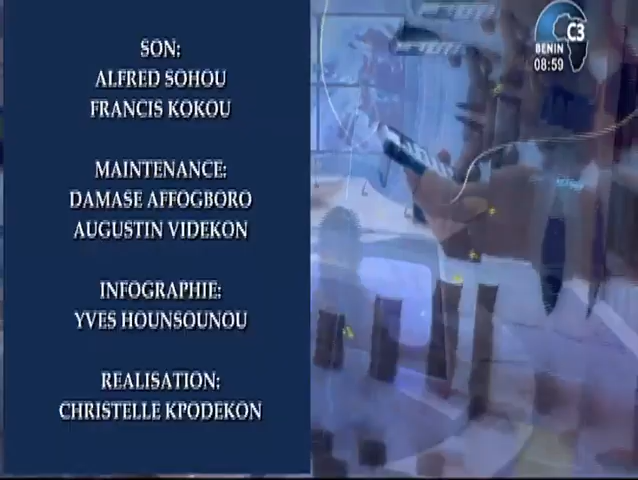 SON:
ALFRED SOHOU
FRANCIS KOKOU
MAINTENANCE:
DAMASE AFFOGBORO
AUGUSTIN VIDEKON
INFOGRAPHIE:
YVES HOUNSOUNOU
REALISATION:
CHRISTELLE KPODEKON
C3
BENIN
08:59